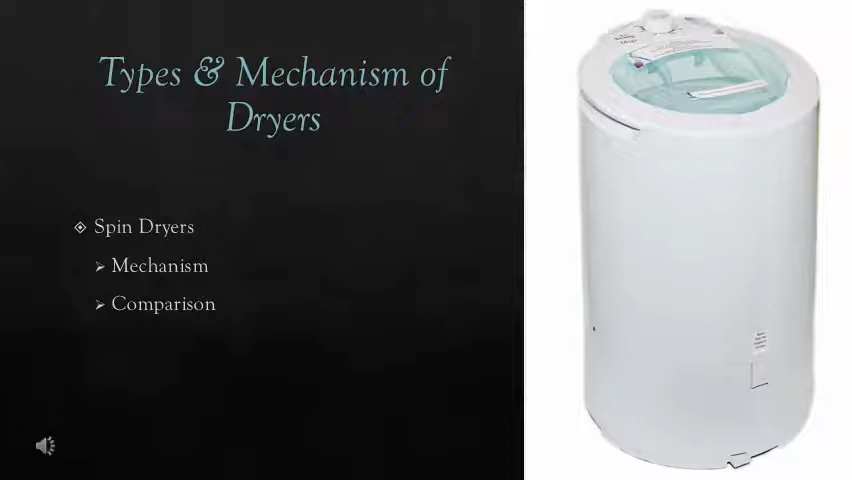 Types & Mechanism of
Dryers
Spin Dryers
Mechanism
Comparison